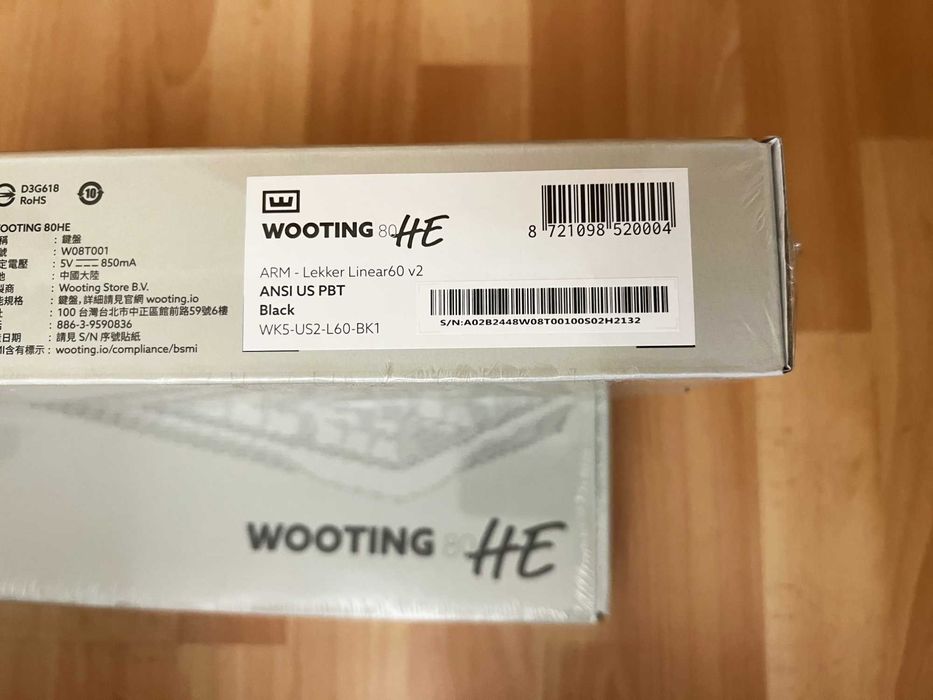 D3G618
RoHS
10
WOOTING 80HE
稱 : 鍵盤
號 : W08T001
定電壓 : 5V 850mA
地 : 中國大陸
製商 : Wooting Store B.V.
能規格 : 鍵盤,詳細請見官網 wooting.io
: 100 台灣台北市中正區館前路59號6樓
: 886-3-9590836
日期 : 請見 S/N 序號貼紙
MI含有標示 : wooting.io/compliance/bsmi
WOOTING 80HE
8 721098 520004
ARM - Lekker Linear60 v2
ANSI US PBT
Black
WK5-US2-L60-BK1
S/N:A02B2448W08T00100S02H2132
WOOTING 80HE